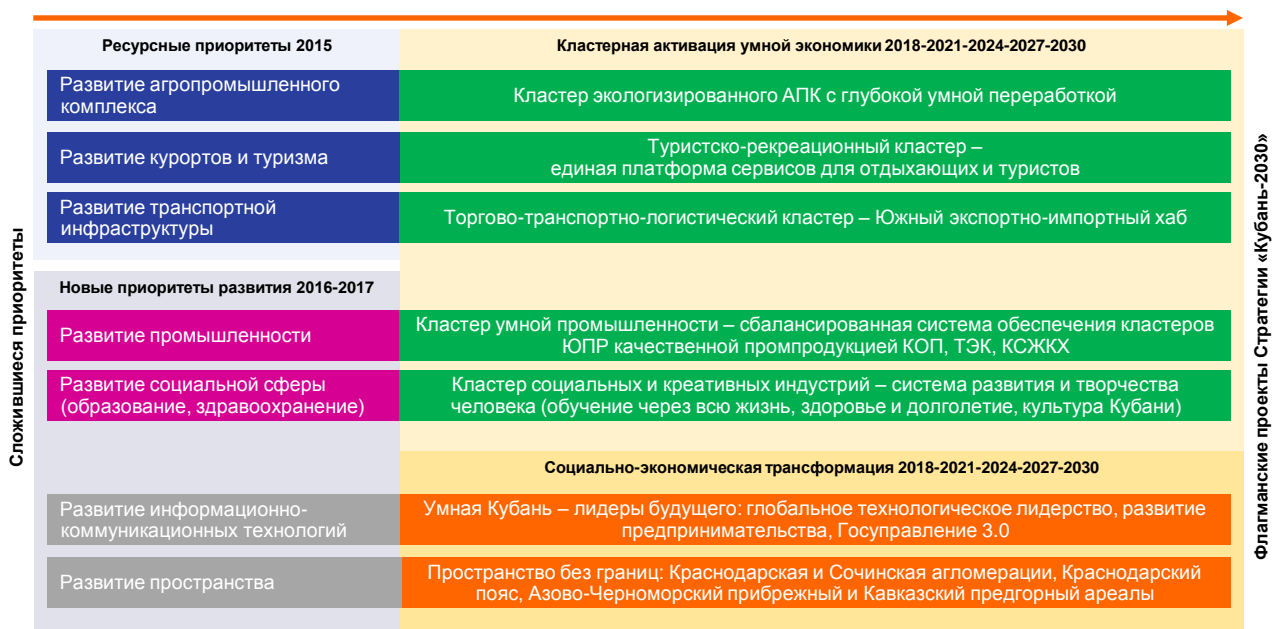 Ресурсные приоритеты 2015
Кластерная активация умной экономики 2018-2021-2024-2027-2030
Развитие агропромышленного
комплекса
Кластер экологизированного АПК с глубокой умной переработкой
Развитие курортов и туризма
Туристско-рекреационный кластер –
единая платформа сервисов для отдыхающих и туристов
Развитие транспортной
инфраструктуры
Торгово-транспортно-логистический кластер – Южный экспортно-импортный хаб
Новые приоритеты развития 2016-2017
Развитие промышленности
Кластер умной промышленности – сбалансированная система обеспечения кластеров
ЮПР качественной промпродукцией КОП, ТЭК, КСЖКХ
Развитие социальной сферы
(образование, здравоохранение)
Кластер социальных и креативных индустрий – система развития и творчества
человека (обучение через всю жизнь, здоровье и долголетие, культура Кубани)
Социально-экономическая трансформация 2018-2021-2024-2027-2030
Развитие информационно-
коммуникационных технологий
Умная Кубань – лидеры будущего: глобальное технологическое лидерство, развитие
предпринимательства, Госуправление 3.0
Развитие пространства
Пространство без границ: Краснодарская и Сочинская агломерации, Краснодарский
пояс, Азово-Черноморский прибрежный и Кавказский предгорный ареалы
Сложившиеся приоритеты
Флагманские проекты Стратегии «Кубань-2030»